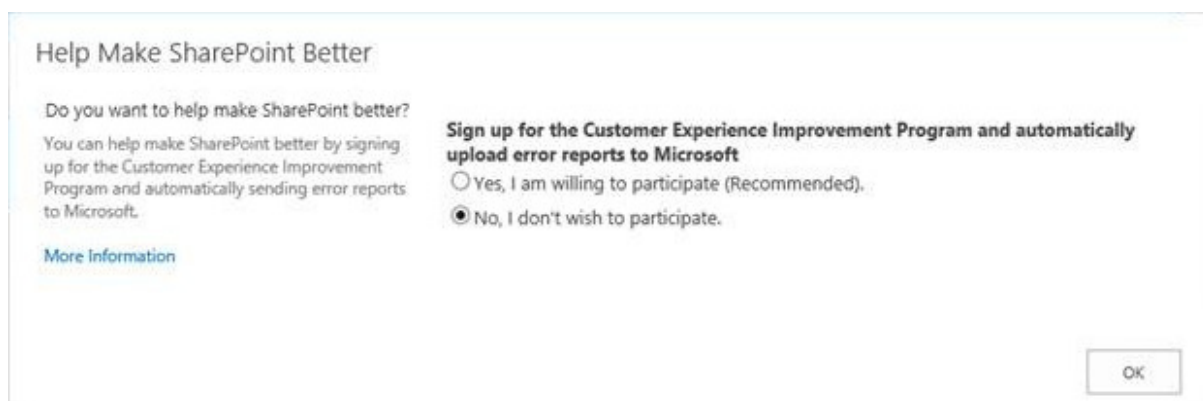 Help Make SharePoint Better
Do you want to help make SharePoint better?
You can help make SharePoint better by signing
up for the Customer Experience Improvement
Program and automatically sending error reports
to Microsoft.
More Information
Sign up for the Customer Experience Improvement Program and automatically
upload error reports to Microsoft
Yes, I am willing to participate (Recommended).
No, I don't wish to participate.
OK